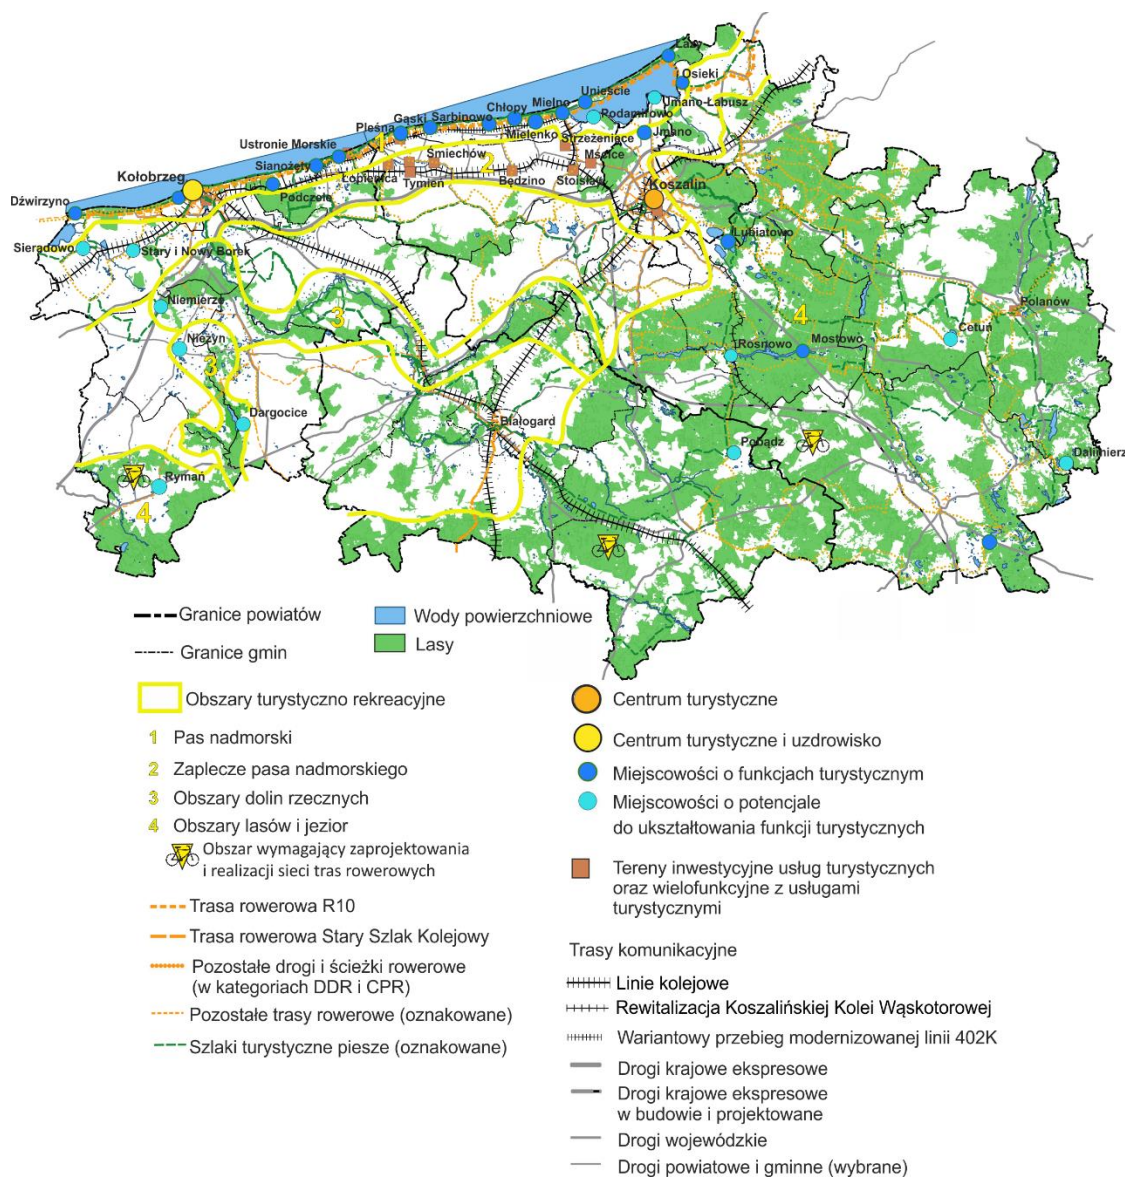 Łazy
Osieki
Unieście
Mielno
Chłopy
Umano-Łabusz
Podamirowo
Sarbinowo
Gąski
Pleśna
Mielenko
Strzeżenice
Jmano
Ustronie Morskie
1
Śmiechów
2
Mścice
Sianożęty
Łopienica
Tymień
Będzino
Stoisław
Koszalin
Kołobrzeg
Podczele
Dźwirzyno
Sierądowo
Stary i Nowy Borek
Lubiatowo
Niemierze
3
4
Polanów
Cetuń
Nieżyn
Rosnowo
Mostowo
3
Dargocice
Białogard
Pobądz
Dalimierz
Ryman
4
Granice powiatów
Granice gmin
Wody powierzchniowe
Lasy
Obszary turystyczno rekreacyjne
1 Pas nadmorski
2 Zaplecze pasa nadmorskiego
3 Obszary dolin rzecznych
4 Obszary lasów i jezior
Obszar wymagający zaprojektowania
i realizacji sieci tras rowerowych
Trasa rowerowa R10
Trasa rowerowa Stary Szlak Kolejowy
Pozostałe drogi i ścieżki rowerowe
(w kategoriach DDR i CPR)
Pozostałe trasy rowerowe (oznakowane)
Szlaki turystyczne piesze (oznakowane)
Centrum turystyczne
Centrum turystyczne i uzdrowisko
Miejscowości o funkcjach turystycznym
Miejscowości o potencjale
do ukształtowania funkcji turystycznych
Tereny inwestycyjne usług turystycznych
oraz wielofunkcyjne z usługami
turystycznymi
Trasy komunikacyjne
Linie kolejowe
Rewitalizacja Koszalińskiej Kolei Wąskotorowej
Wariantowy przebieg modernizowanej linii 402K
Drogi krajowe ekspresowe
Drogi krajowe ekspresowe
w budowie i projektowane
Drogi wojewódzkie
Drogi powiatowe i gminne (wybrane)